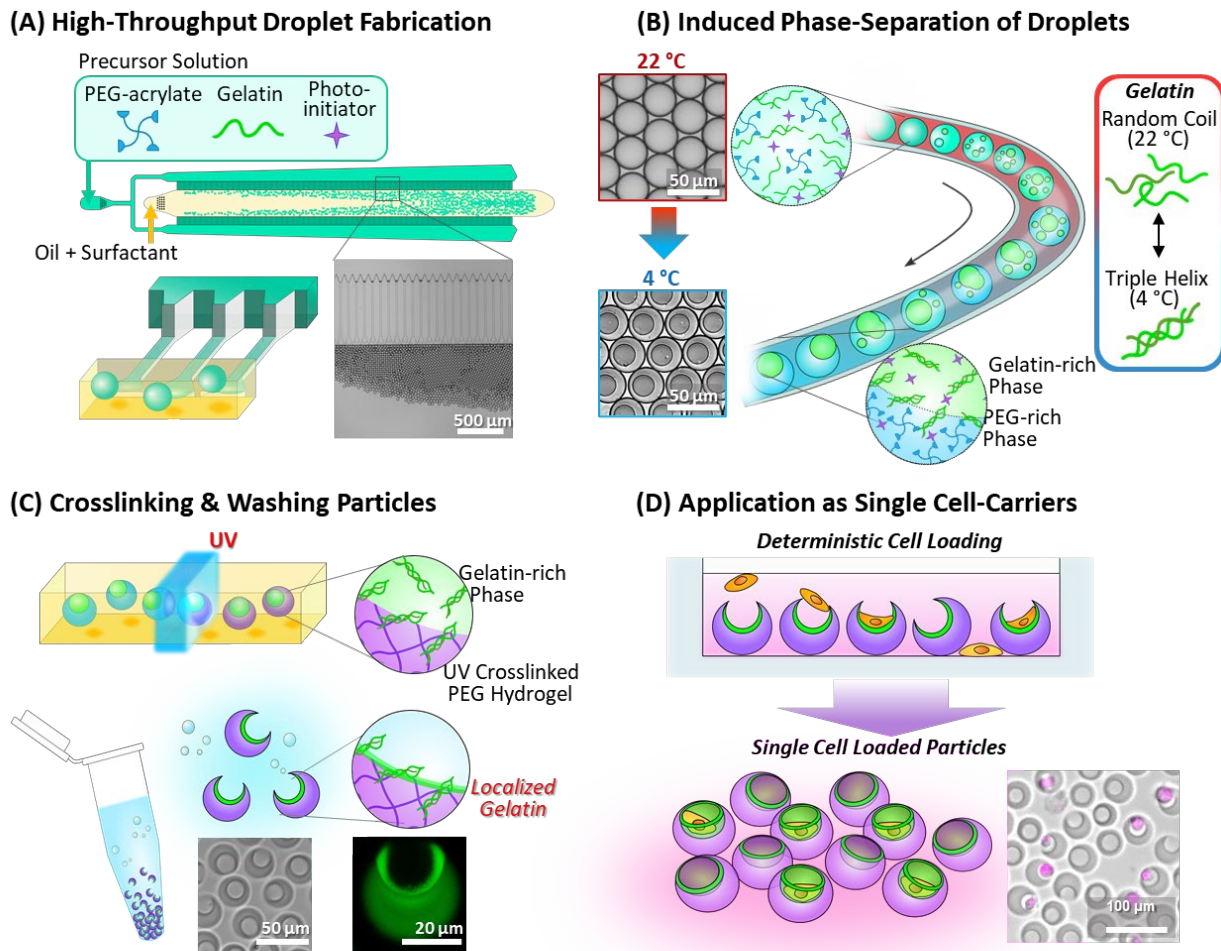 (A) High-Throughput Droplet Fabrication
Precursor Solution
PEG-acrylate
Gelatin
Photo-
initiator
Oil + Surfactant
500 µm
(B) Induced Phase-Separation of Droplets
22 °C
50 µm
4 °C
50 µm
Gelatin-rich
Phase
PEG-rich
Phase
Gelatin
Random Coil
(22 °C)
Triple Helix
(4 °C)
(C) Crosslinking & Washing Particles
UV
Gelatin-rich
Phase
UV Crosslinked
PEG Hydrogel
Localized
Gelatin
50 µm
20 µm
(D) Application as Single Cell-Carriers
Deterministic Cell Loading
Single Cell Loaded Particles
100 µm